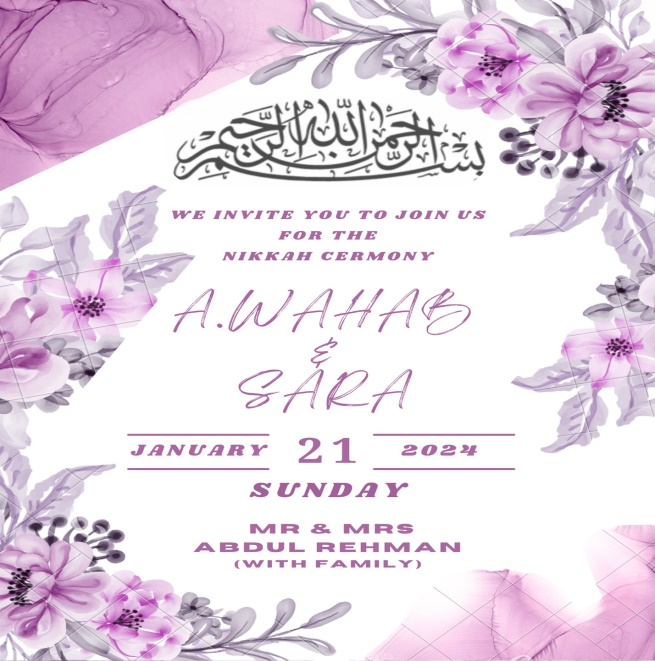 بسم الله الرحمن الرحيم
WE INVITE YOU TO JOIN US
FOR THE
NIKKAH CERMONY
A.WAHAB
&
SARA
JANUARY 21 2024
SUNDAY
MR & MRS
ABDUL REHMAN
(WITH FAMILY)